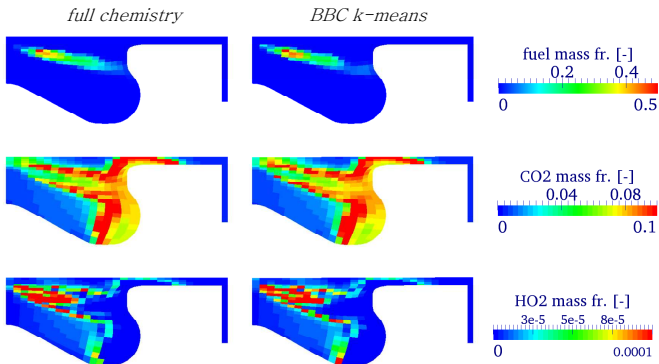 full chemistry
BBC k-means
fuel mass fr. [-]
0.2 0.4
0 0.5
CO2 mass fr. [-]
0.04 0.08
0 0.1
HO2 mass fr. [-]
3e-5 5e-5 8e-5
0 0.0001